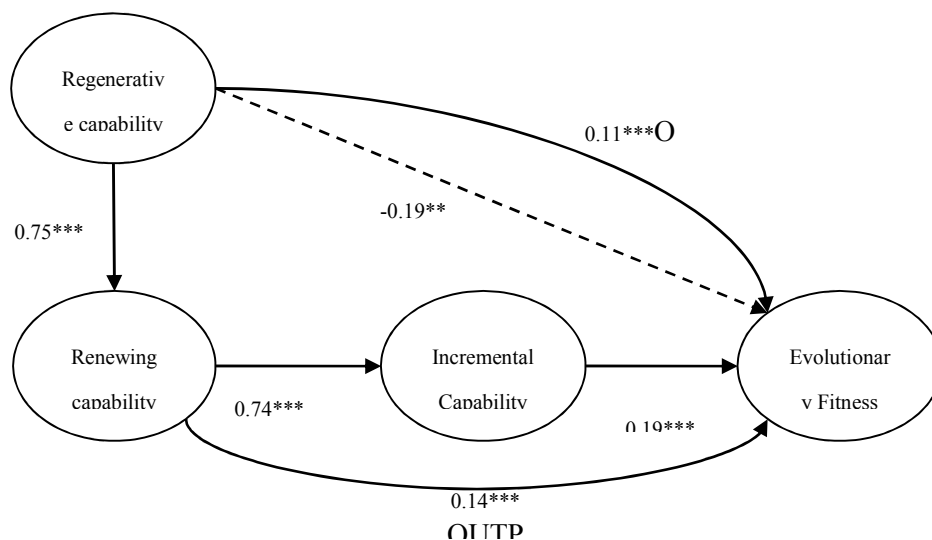 Regenerativ
e capability
0.11***O
-0.19**
0.75***
Renewing
capability
Incremental
Capability
Evolutionar
y Fitness
0.74***
0.19***
0.14***
OUTP